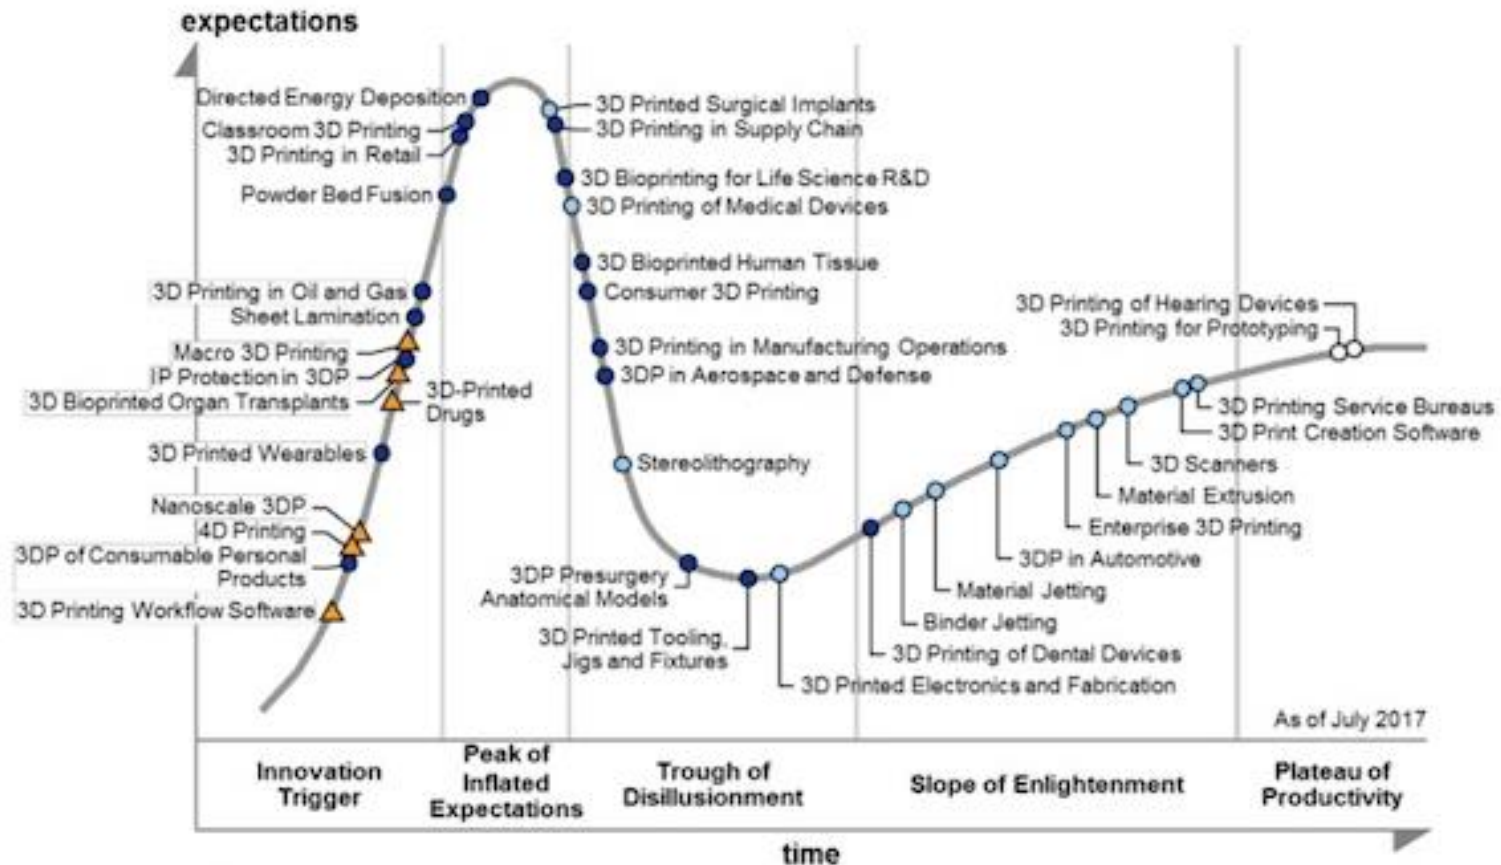 expectations
Directed Energy Deposition
Classroom 3D Printing
3D Printing in Retail
Powder Bed Fusion
3D Printing in Oil and Gas
Sheet Lamination
Macro 3D Printing
IP Protection in 3DP
3D Bioprinted Organ Transplants
3D-Printed
Drugs
3D Printed Wearables
Nanoscale 3DP
4D Printing
3DP of Consumable Personal
Products
3D Printing Workflow Software
3D Printed Surgical Implants
3D Printing in Supply Chain
3D Bioprinting for Life Science R&D
3D Printing of Medical Devices
3D Bioprinted Human Tissue
Consumer 3D Printing
3D Printing in Manufacturing Operations
3DP in Aerospace and Defense
Stereolithography
3DP Presurgery
Anatomical Models
3D Printed Tooling,
Jigs and Fixtures
3D Printed Electronics and Fabrication
3D Printing of Dental Devices
Binder Jetting
Material Jetting
3DP in Automotive
Enterprise 3D Printing
Material Extrusion
3D Scanners
3D Print Creation Software
3D Printing Service Bureaus
3D Printing of Hearing Devices
3D Printing for Prototyping
As of July 2017
Innovation
Trigger
Peak of
Inflated
Expectations
Trough of
Disillusionment
Slope of Enlightenment
Plateau of
Productivity
time